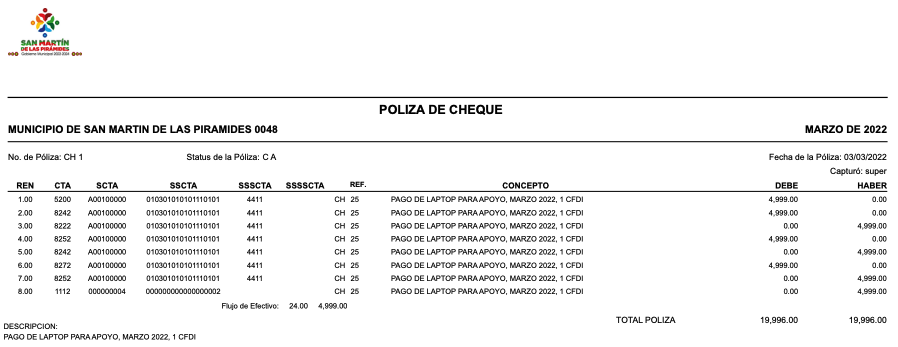 SAN MARTÍN
DE LAS PIRÁMIDES
Gobierno Municipal 2022-2024
POLIZA DE CHEQUE
MUNICIPIO DE SAN MARTIN DE LAS PIRAMIDES 0048 MARZO DE 2022
No. de Póliza: CH 1 Status de la Póliza: C A Fecha de la Póliza: 03/03/2022
Capturó: super
REN CTA SCTA SSCTA SSSCTA SSSSCTA REF. CONCEPTO DEBE HABER
1.00 5200 A00100000 010301010101110101 4411 CH 25 PAGO DE LAPTOP PARA APOYO, MARZO 2022, 1 CFDI 4,999.00 0.00
2.00 8242 A00100000 010301010101110101 4411 CH 25 PAGO DE LAPTOP PARA APOYO, MARZO 2022, 1 CFDI 4,999.00 0.00
3.00 8222 A00100000 010301010101110101 4411 CH 25 PAGO DE LAPTOP PARA APOYO, MARZO 2022, 1 CFDI 0.00 4,999.00
4.00 8252 A00100000 010301010101110101 4411 CH 25 PAGO DE LAPTOP PARA APOYO, MARZO 2022, 1 CFDI 4,999.00 0.00
5.00 8242 A00100000 010301010101110101 4411 CH 25 PAGO DE LAPTOP PARA APOYO, MARZO 2022, 1 CFDI 0.00 4,999.00
6.00 8272 A00100000 010301010101110101 4411 CH 25 PAGO DE LAPTOP PARA APOYO, MARZO 2022, 1 CFDI 4,999.00 0.00
7.00 8252 A00100000 010301010101110101 4411 CH 25 PAGO DE LAPTOP PARA APOYO, MARZO 2022, 1 CFDI 0.00 4,999.00
8.00 1112 000000004 000000000000000002 CH 25 PAGO DE LAPTOP PARA APOYO, MARZO 2022, 1 CFDI 0.00 4,999.00
Flujo de Efectivo: 24.00 4,999.00
TOTAL POLIZA 19,996.00 19,996.00
DESCRIPCION:
PAGO DE LAPTOP PARA APOYO, MARZO 2022, 1 CFDI